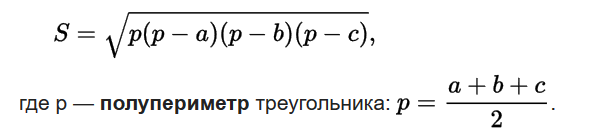 S = √p(p − a)(p − b)(p − c),
где p — полупериметр треугольника: p = (a + b + c)/2.